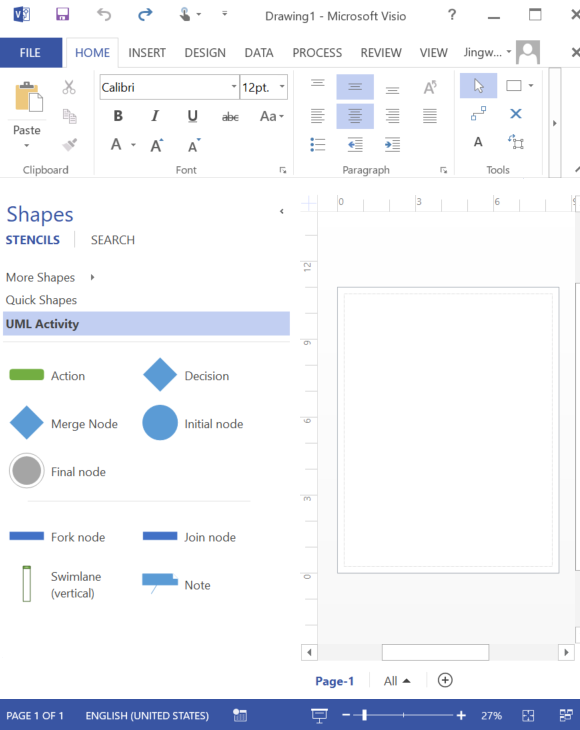 Drawing1 - Microsoft Visio ?
FILE HOME INSERT DESIGN DATA PROCESS REVIEW VIEW Jingw...
Paste
Calibri 12pt.
B I U abc Aa
A A A
A
A
Clipboard Font Paragraph Tools
Shapes
STENCILS SEARCH
More Shapes
Quick Shapes
UML Activity
Action Decision
Merge Node Initial node
Final node
Fork node Join node
Swimlane
(vertical)
Note
0 3 6 9
12
9
6
3
0
Page-1 All
PAGE 1 OF 1 ENGLISH (UNITED STATES) 27%